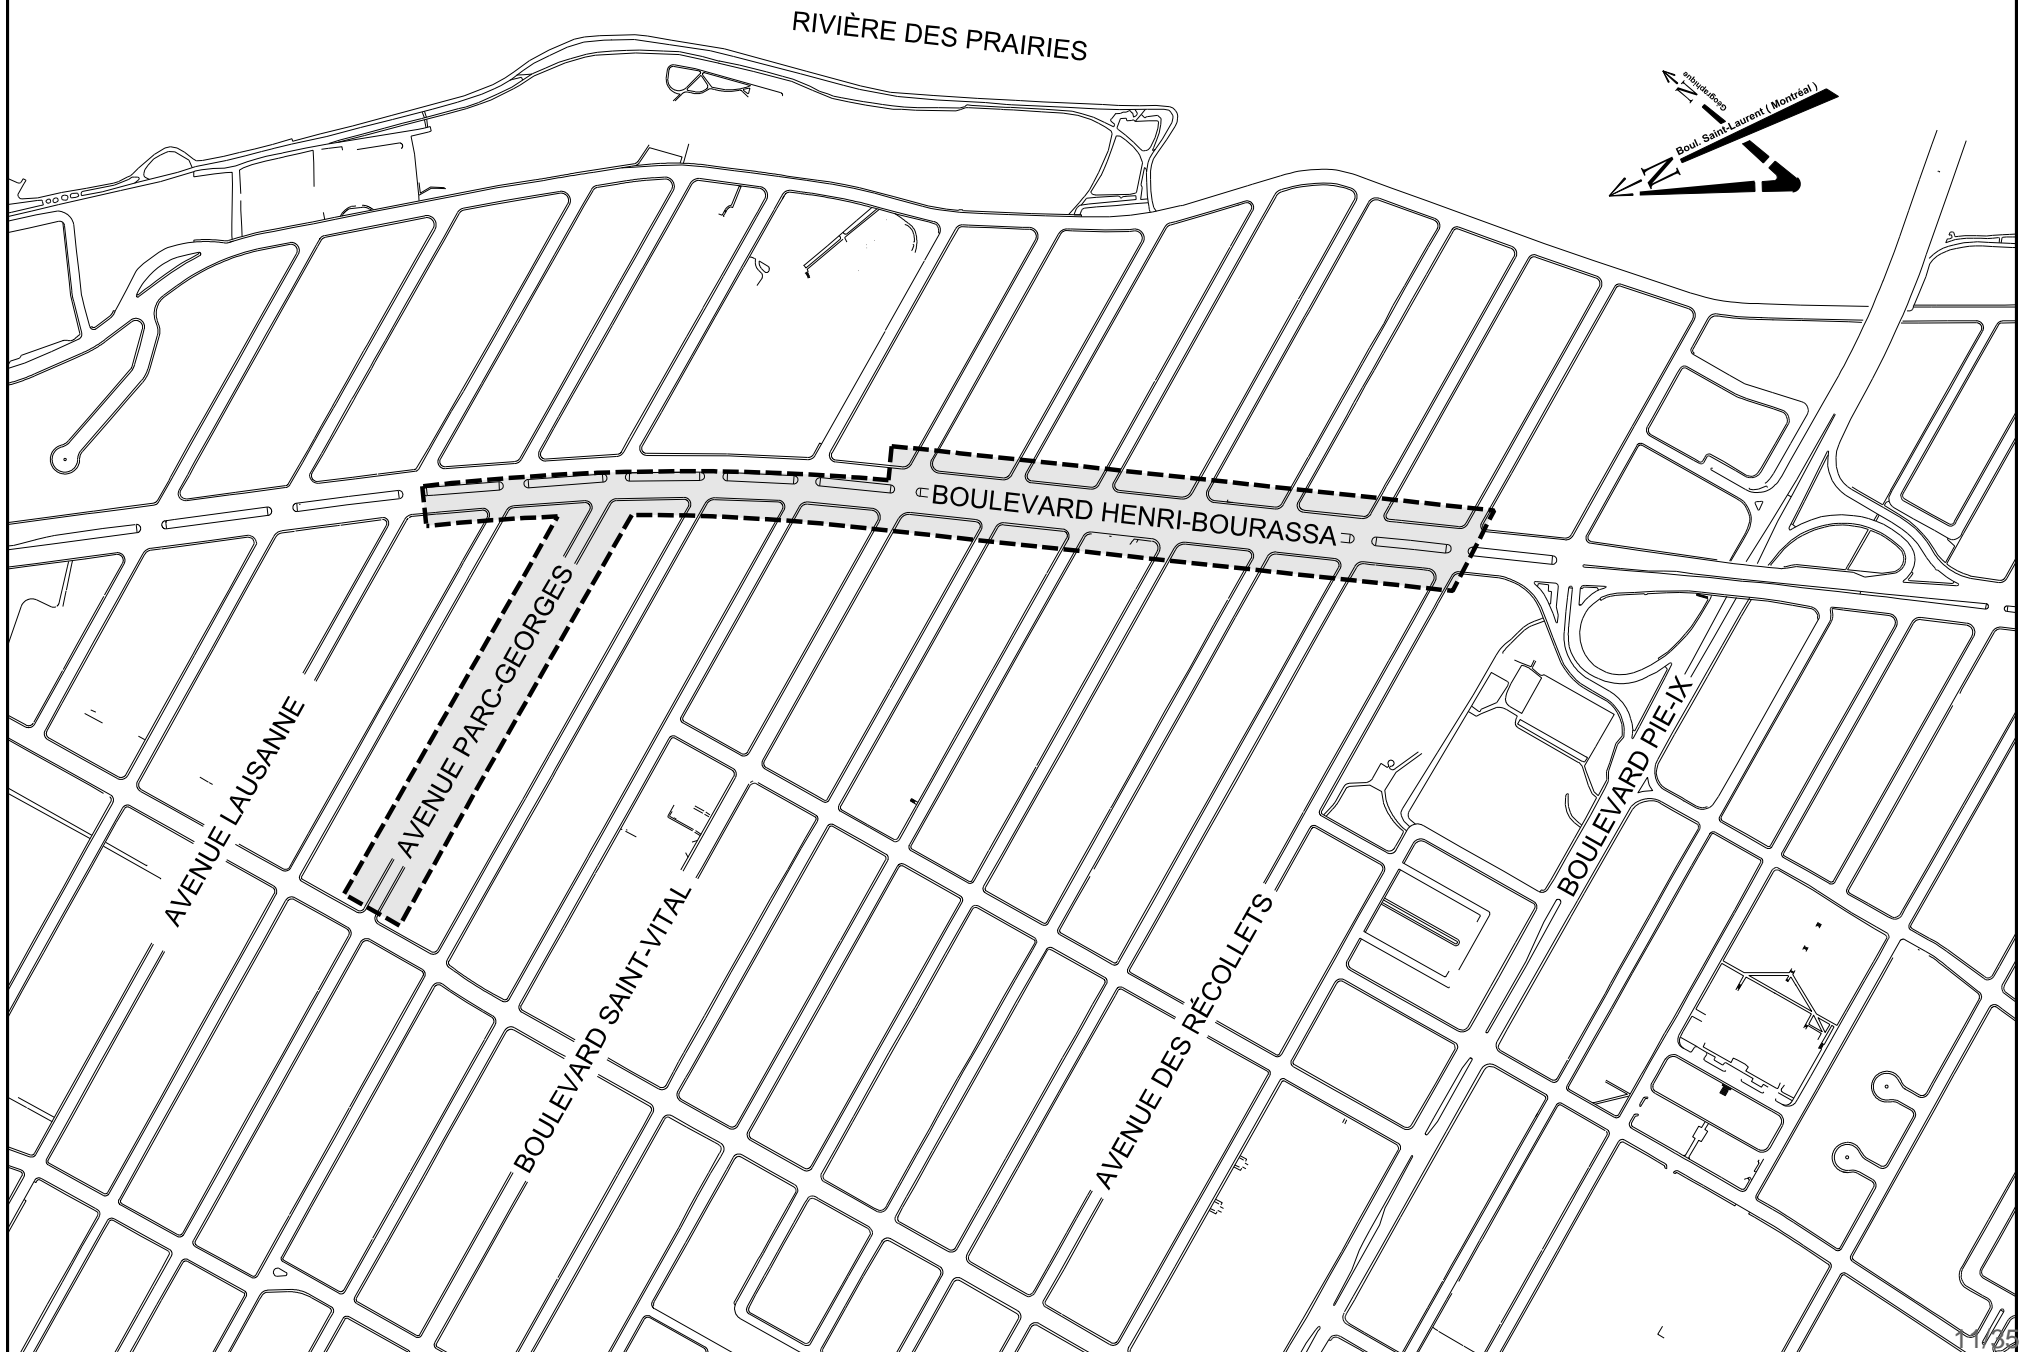 RIVIÈRE DES PRAIRIES
Géographique
N
Boul. Saint-Laurent ( Montréal )
N
BOULEVARD HENRI-BOURASSA
AVENUE PARC-GEORGES
AVENUE LAUSANNE
BOULEVARD SAINT-VITAL
AVENUE DES RÉCOLLETS
BOULEVARD PIE-IX
11/35